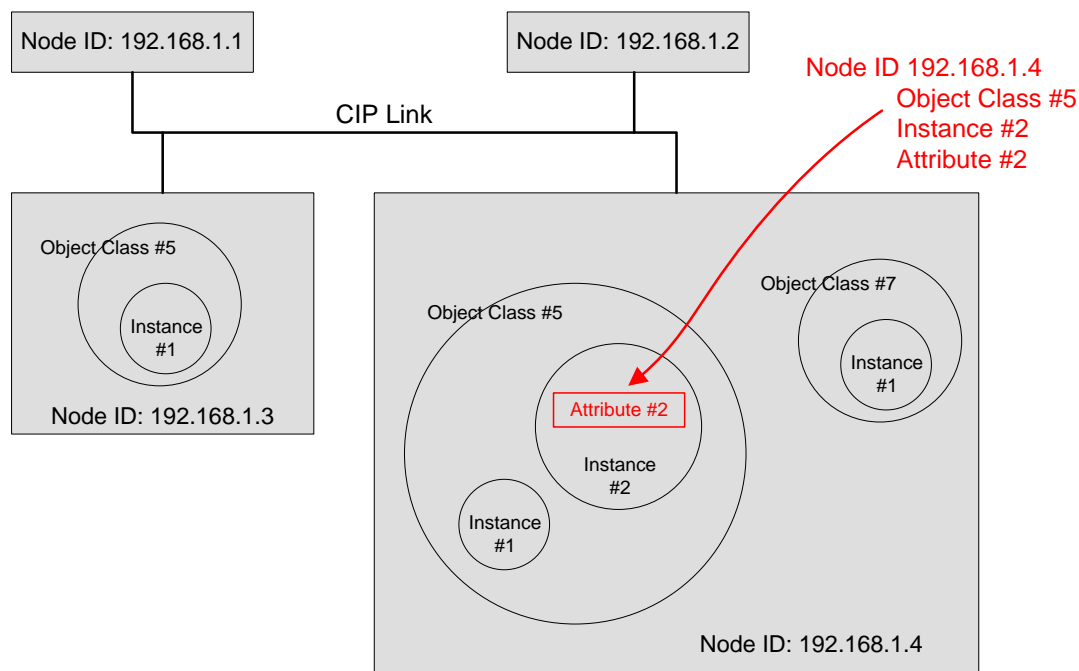 Node ID: 192.168.1.1
Node ID: 192.168.1.2
Node ID 192.168.1.4
Object Class #5
Instance #2
Attribute #2
CIP Link
Object Class #5
Instance
#1
Node ID: 192.168.1.3
Object Class #5
Attribute #2
Instance
#2
Instance
#1
Object Class #7
Instance
#1
Node ID: 192.168.1.4